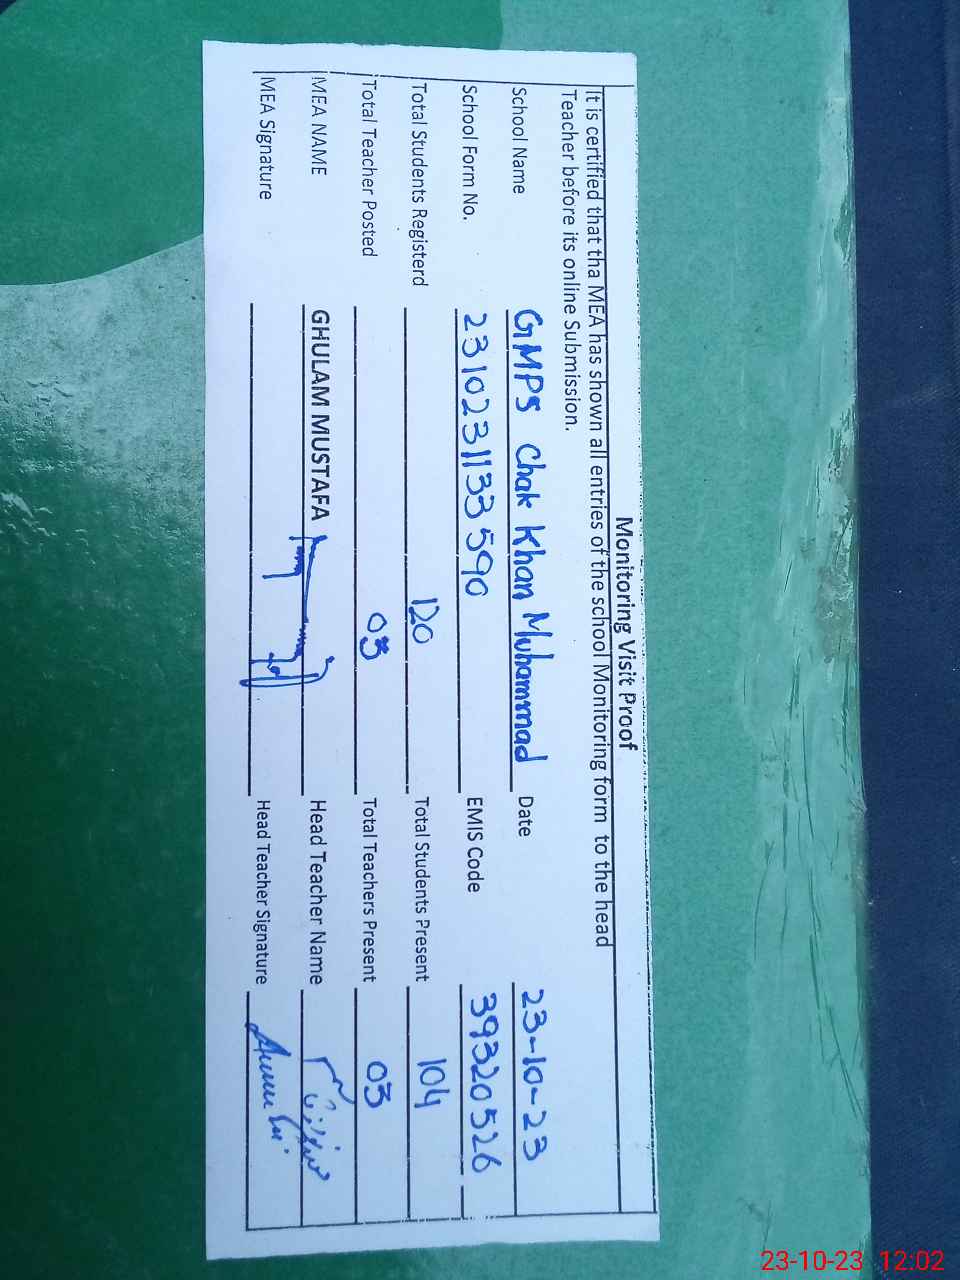 Monitoring Visit Proof
It is certified that tha MEA has shown all entries of the school Monitoring form to the head
Teacher before its online Submission.
School Name GMPS Chak Khan Muhammad Date 23-10-23
School Form No. 2310231133590 EMIS Code 39320526
Total Students Registerd 120 Total Students Present 104
Total Teacher Posted 03 Total Teachers Present 03
MEA NAME GHULAM MUSTAFA Head Teacher Name
MEA Signature Head Teacher Signature
23-10-23 12:02